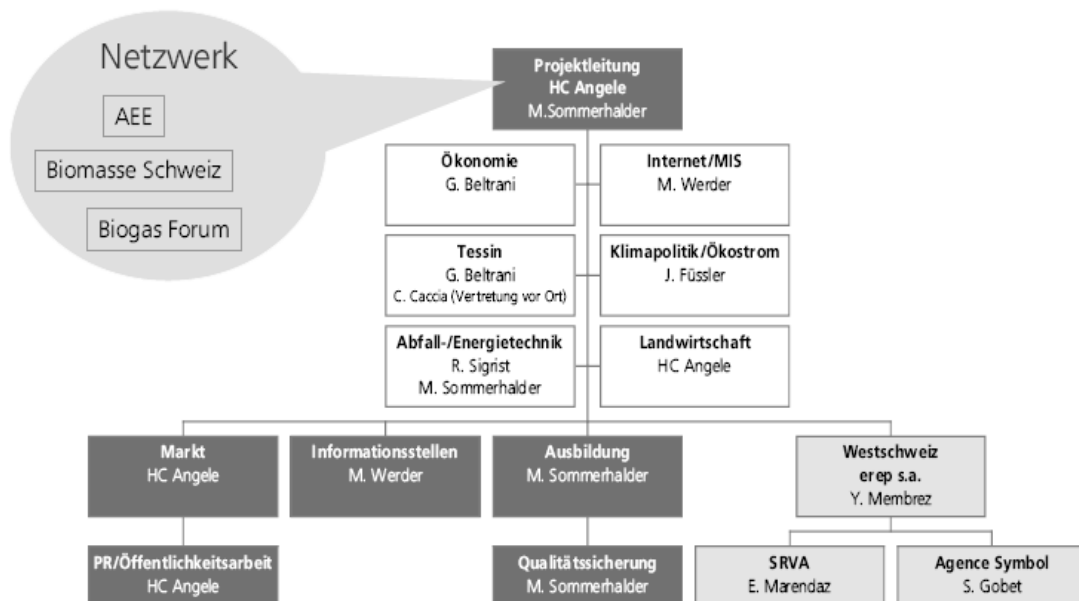 Netzwerk
AEE
Biomasse Schweiz
Biogas Forum
Projektleitung
HC Angele
M.Sommerhalder
Ökonomie
G. Beltrani
Internet/MIS
M. Werder
Tessin
G. Beltrani
C. Caccia (Vertretung vor Ort)
Klimapolitik/Ökostrom
J. Füssler
Abfall-/Energietechnik
R. Sigrist
M. Sommerhalder
Landwirtschaft
HC Angele
Markt
HC Angele
Informationsstellen
M. Werder
Ausbildung
M. Sommerhalder
Westschweiz
erep s.a.
Y. Membrez
PR/Öffentlichkeitsarbeit
HC Angele
Qualitätssicherung
M. Sommerhalder
SRVA
E. Marendaz
Agence Symbol
S. Gobet